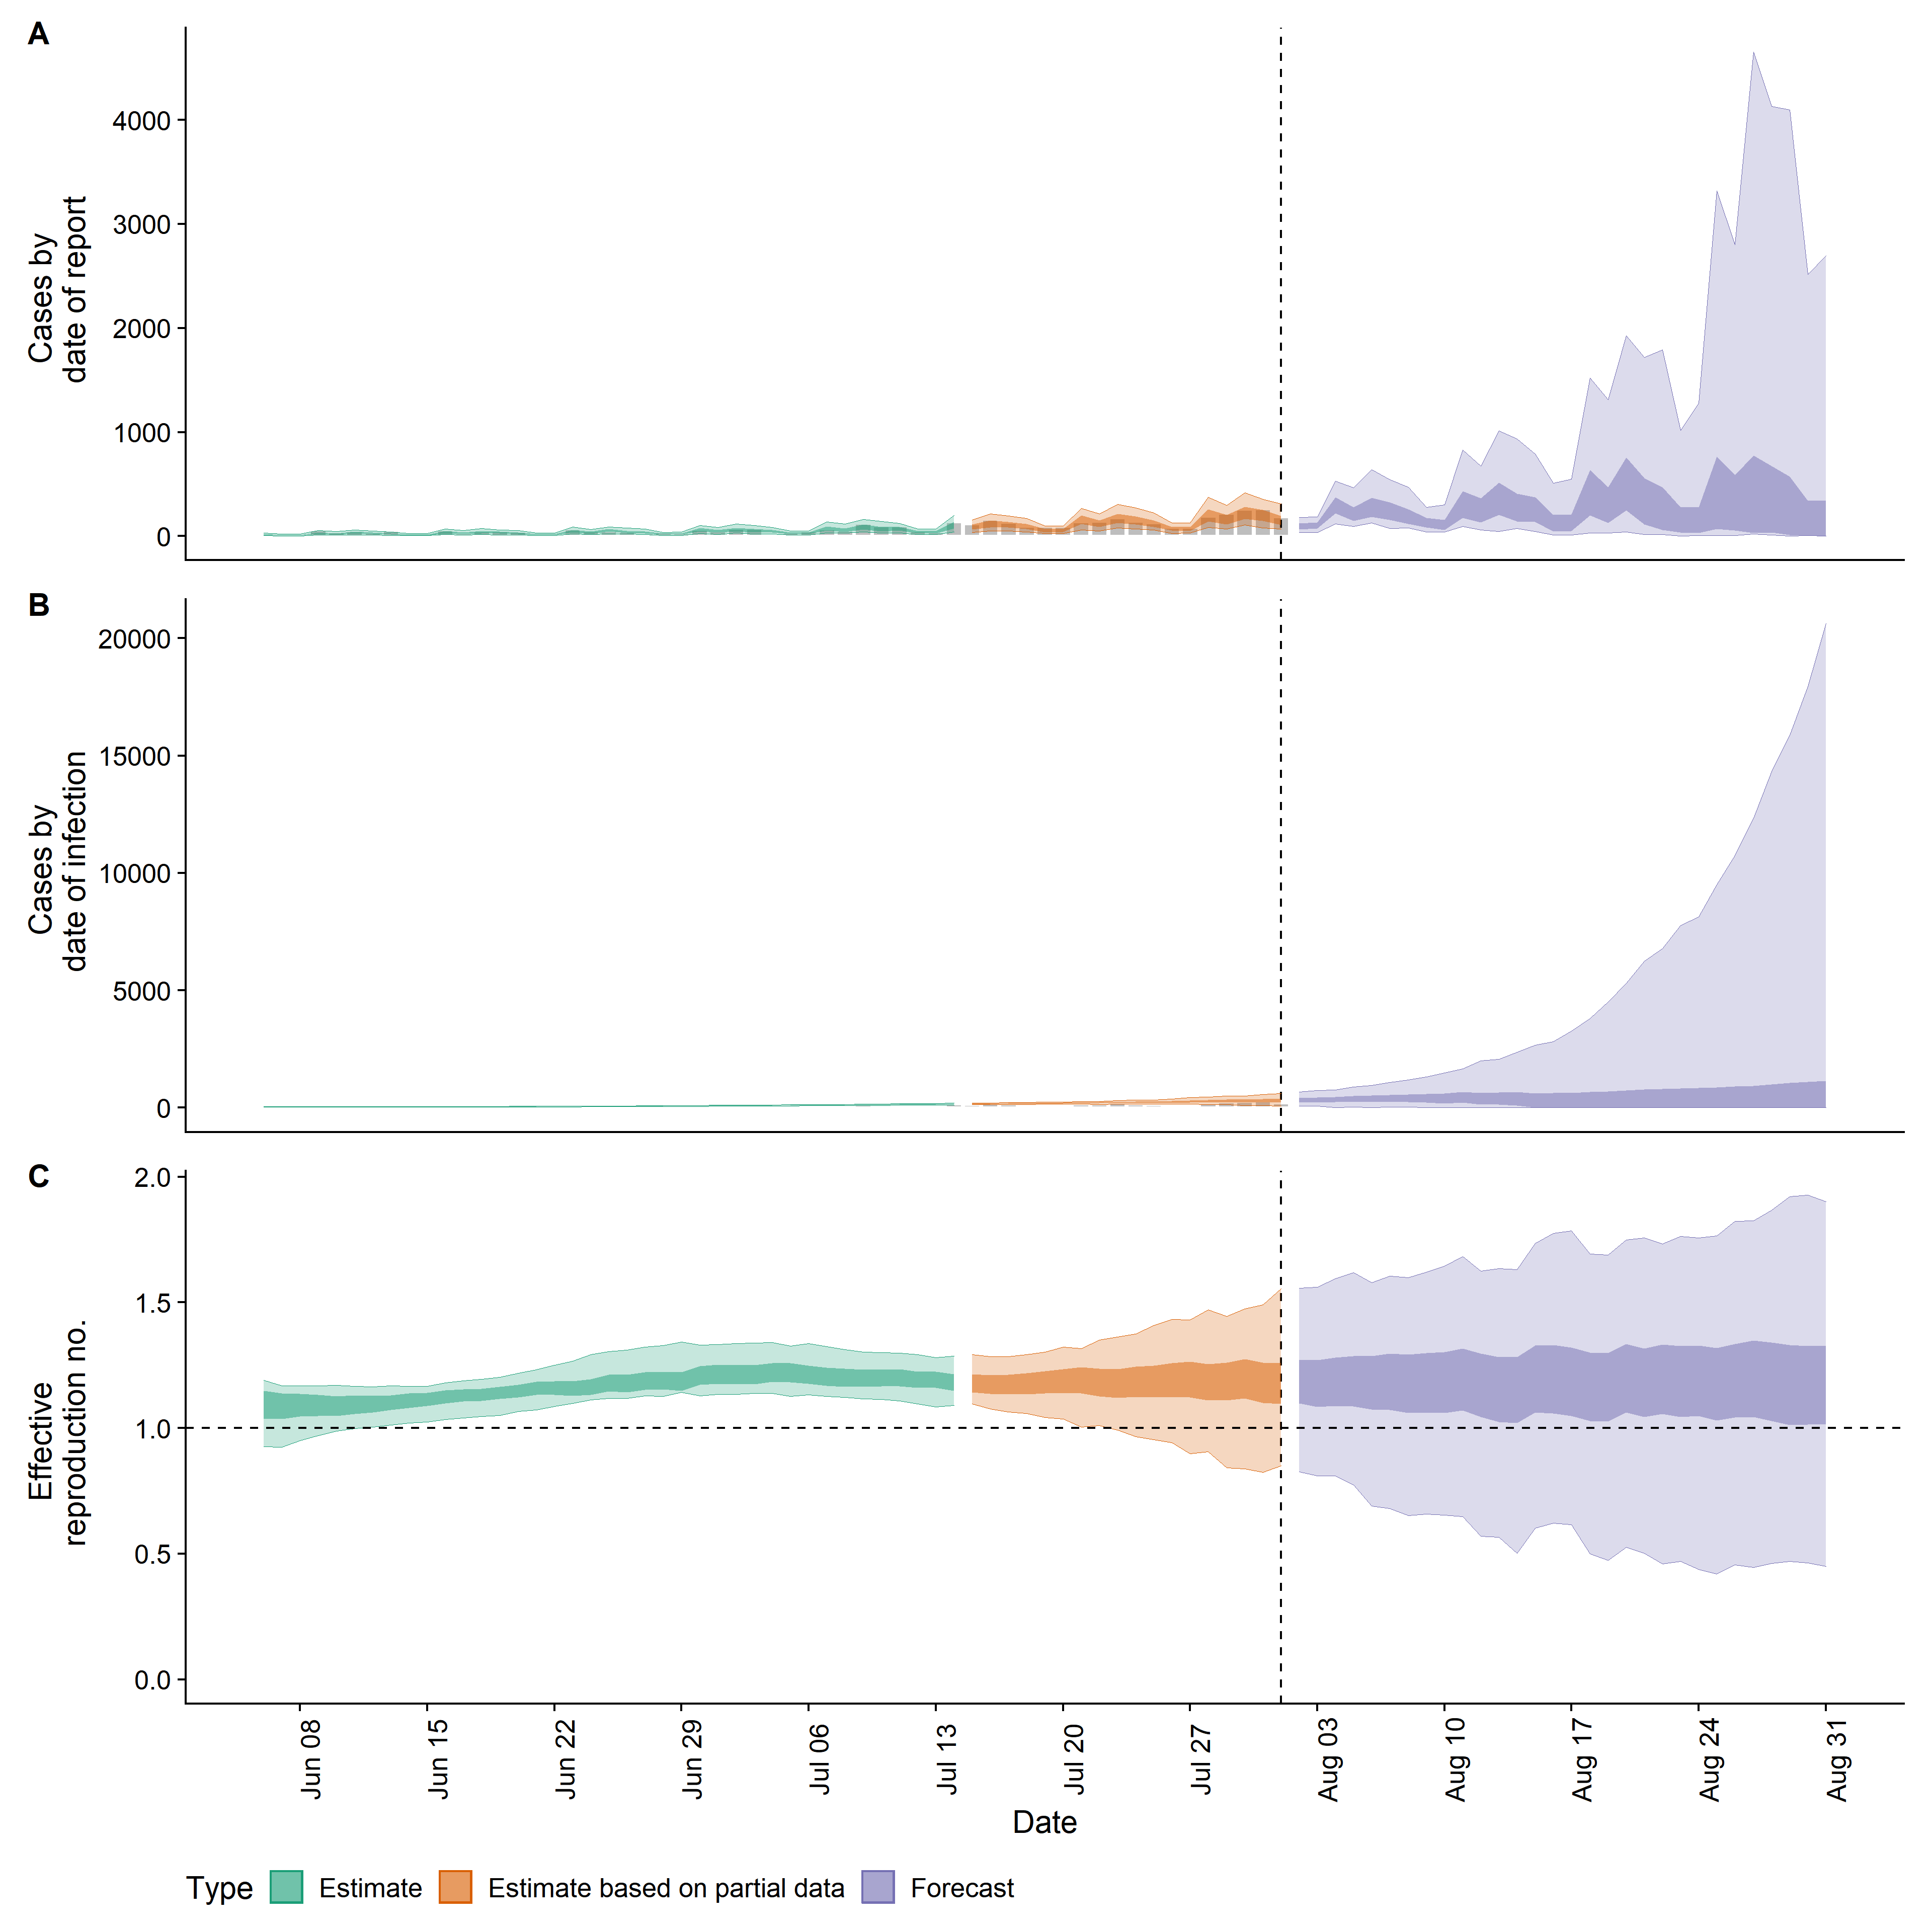 A
Cases by
date of report
4000
3000
2000
1000
0
B
Cases by
date of infection
20000
15000
10000
5000
0
C
Effective
reproduction no.
2.0
1.5
1.0
0.5
0.0
Jun 08
Jun 15
Jun 22
Jun 29
Jul 06
Jul 13
Jul 20
Jul 27
Aug 03
Aug 10
Aug 17
Aug 24
Aug 31
Date
Type Estimate Estimate based on partial data Forecast